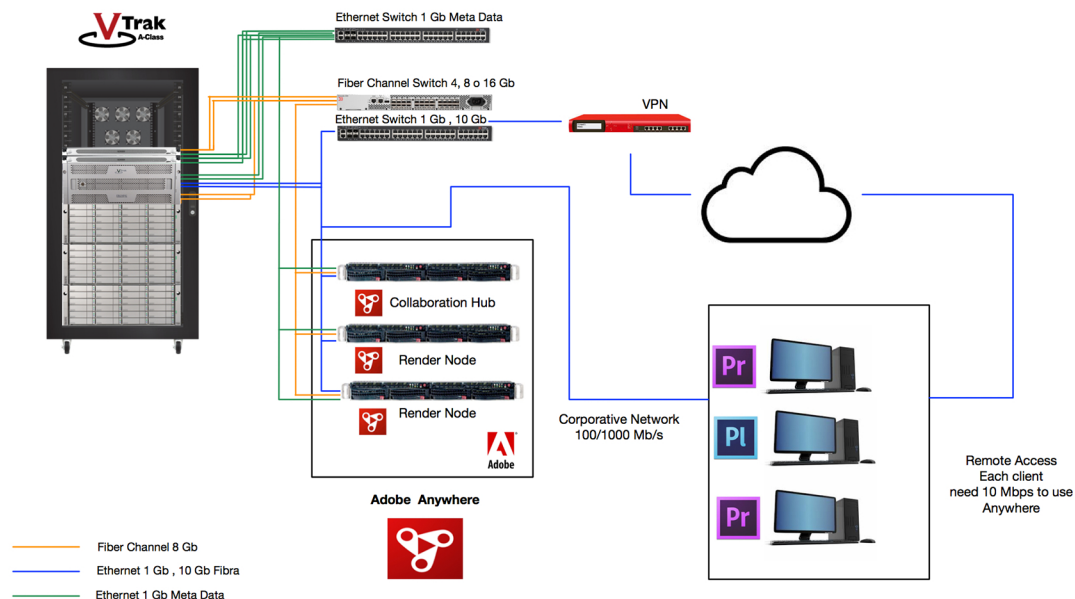 VTrak
A-Class
Ethernet Switch 1 Gb Meta Data
Fiber Channel Switch 4, 8 o 16 Gb
Ethernet Switch 1 Gb , 10 Gb
VPN
Collaboration Hub
Render Node
Render Node
Adobe
Adobe Anywhere
Corporative Network
100/1000 Mb/s
Pr
Pl
Pr
Remote Access
Each client
need 10 Mbps to use
Anywhere
Fiber Channel 8 Gb
Ethernet 1 Gb , 10 Gb Fibra
Ethernet 1 Gb Meta Data